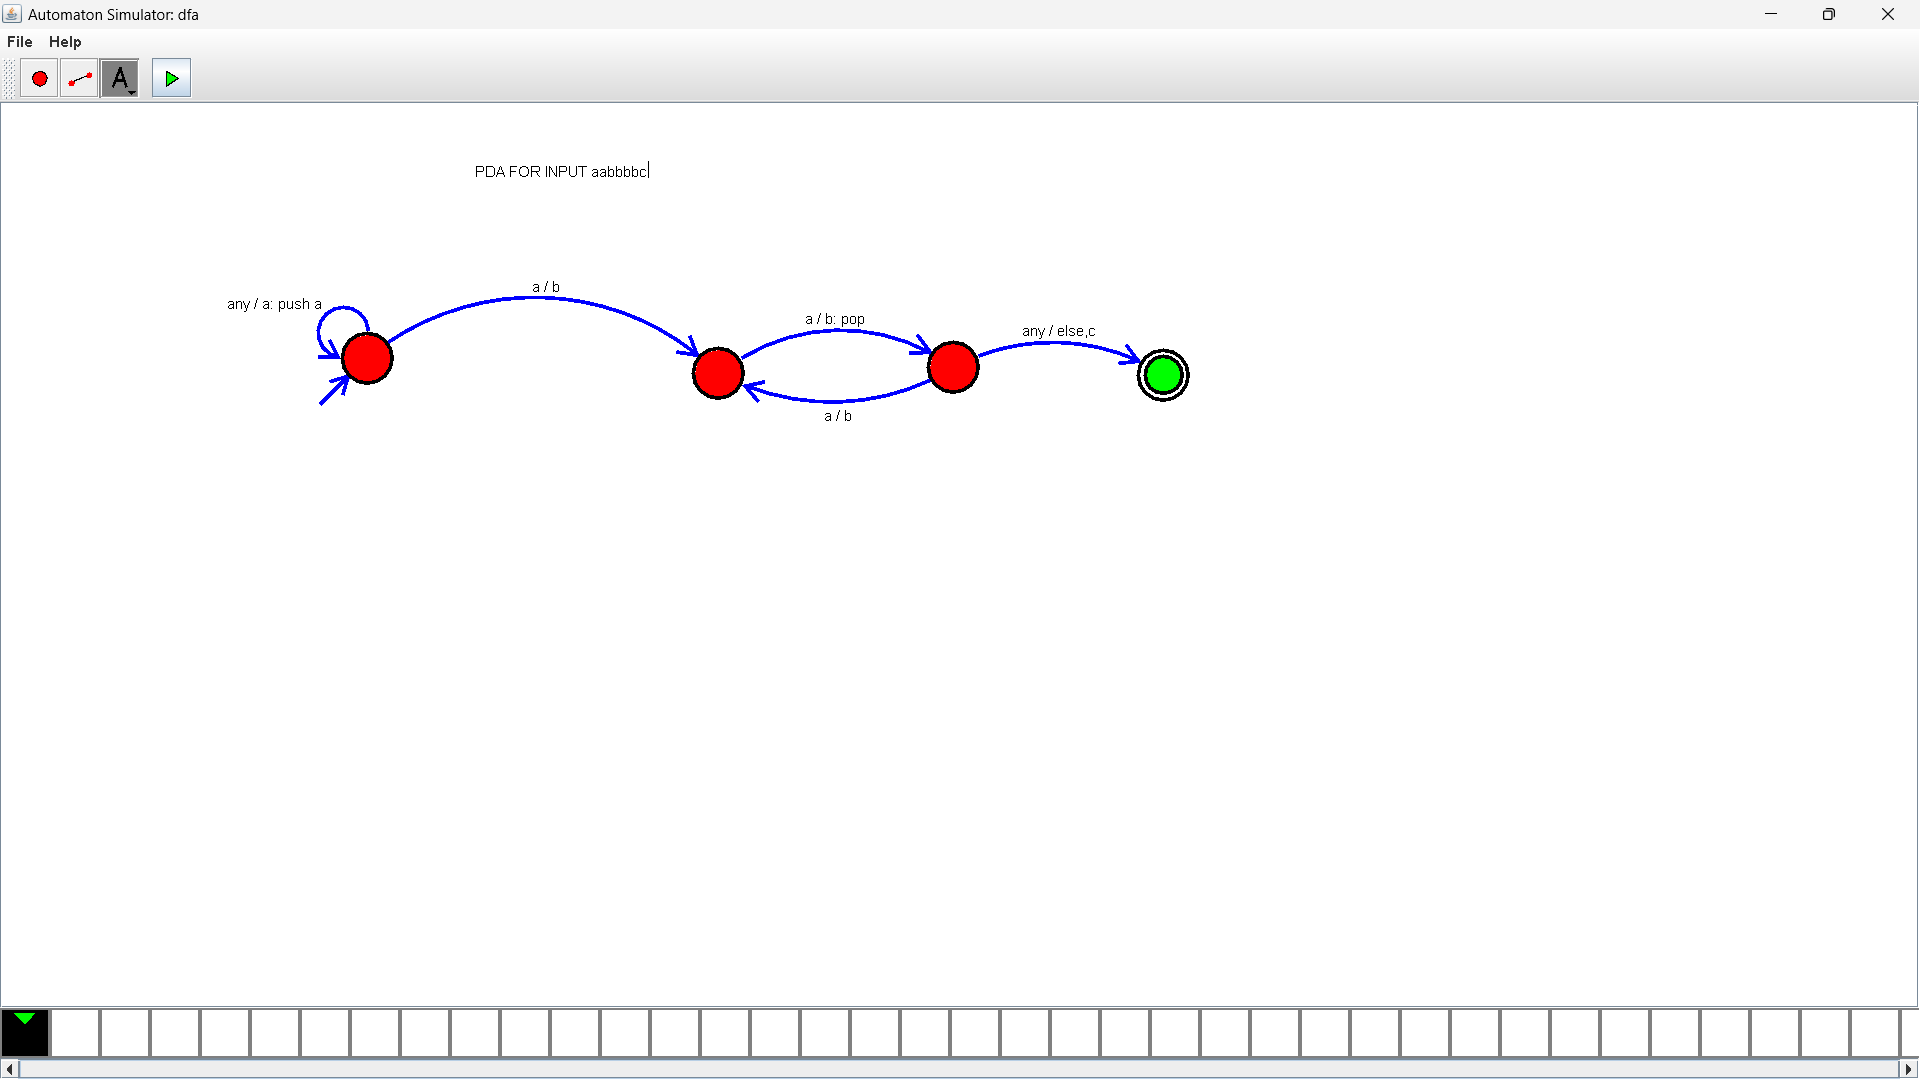 Automaton Simulator: dfa
File Help
A
PDA FOR INPUT aabbbbc
a / b
any / a: push a
a / b: pop
any / else,c
a / b